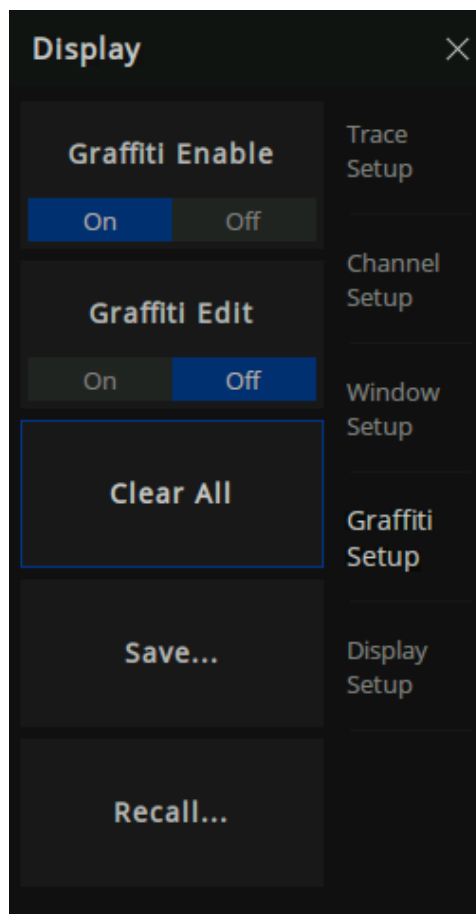 Display
Graffiti Enable
On Off
Graffiti Edit
On Off
Clear All
Save...
Recall...
Trace
Setup
Channel
Setup
Window
Setup
Graffiti
Setup
Display
Setup